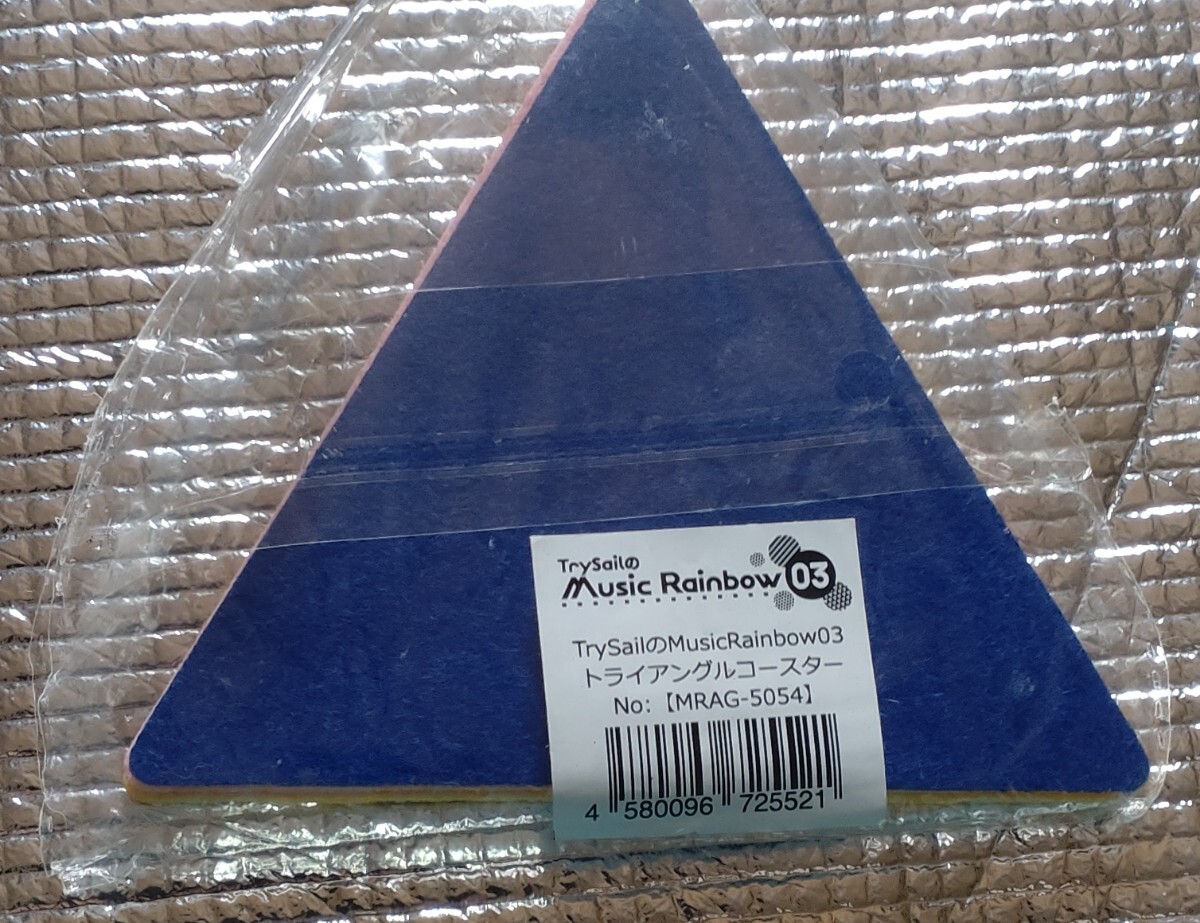 TrySailの
Music Rainbow 03
TrySailのMusicRainbow03
トライアングルコースター
No:【MRAG-5054】
4 580096 725521